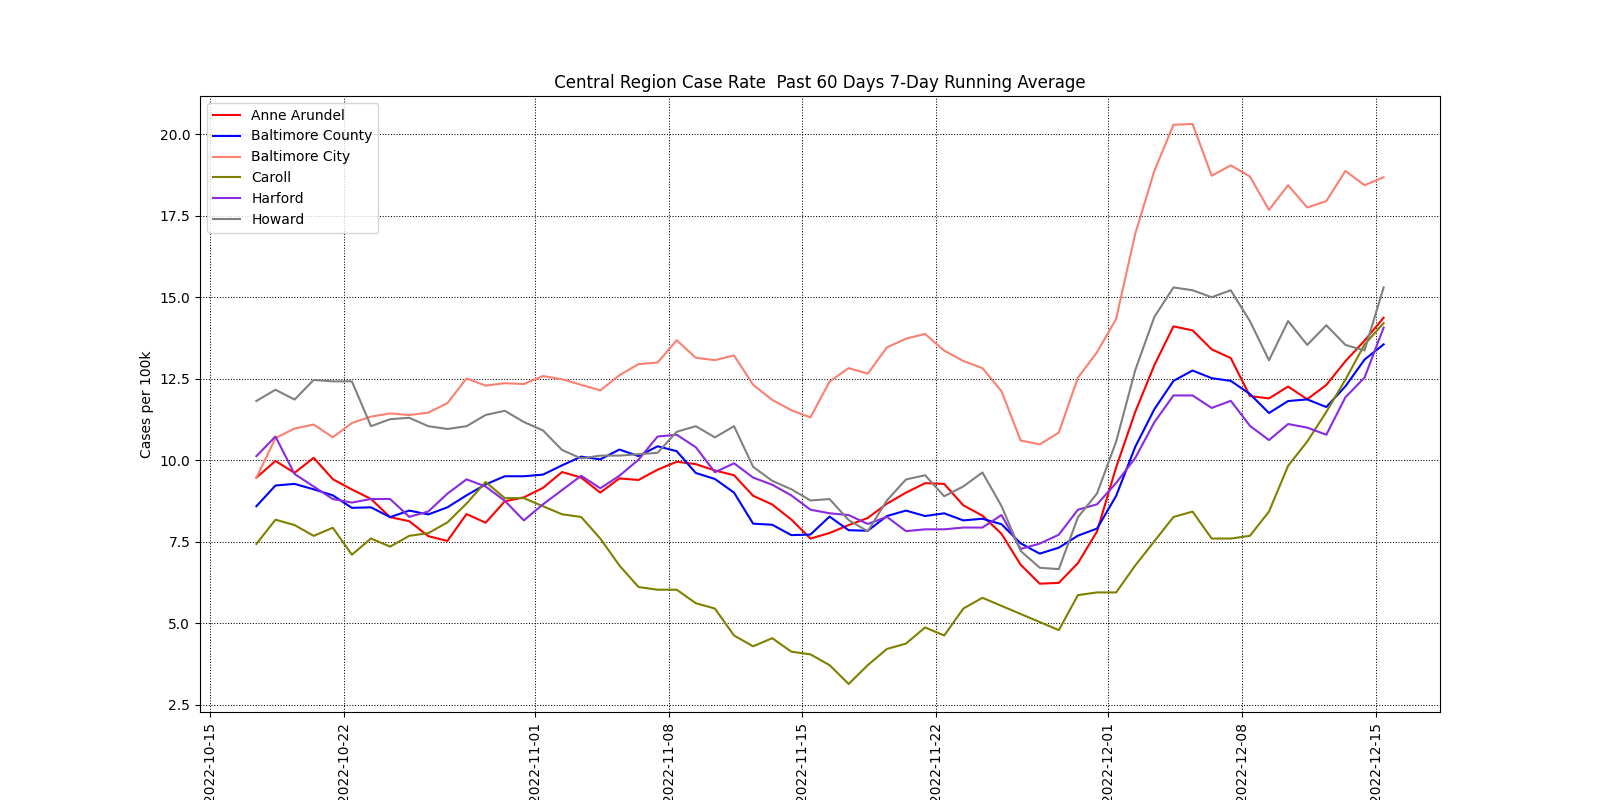 Central Region Case Rate  Past 60 Days 7-Day Running Average
Anne Arundel
Baltimore County
Baltimore City
Caroll
Harford
Howard
Cases per 100k
20.0
17.5
15.0
12.5
10.0
7.5
5.0
2.5
2022-10-15
2022-10-22
2022-11-01
2022-11-08
2022-11-15
2022-11-22
2022-12-01
2022-12-08
2022-12-15